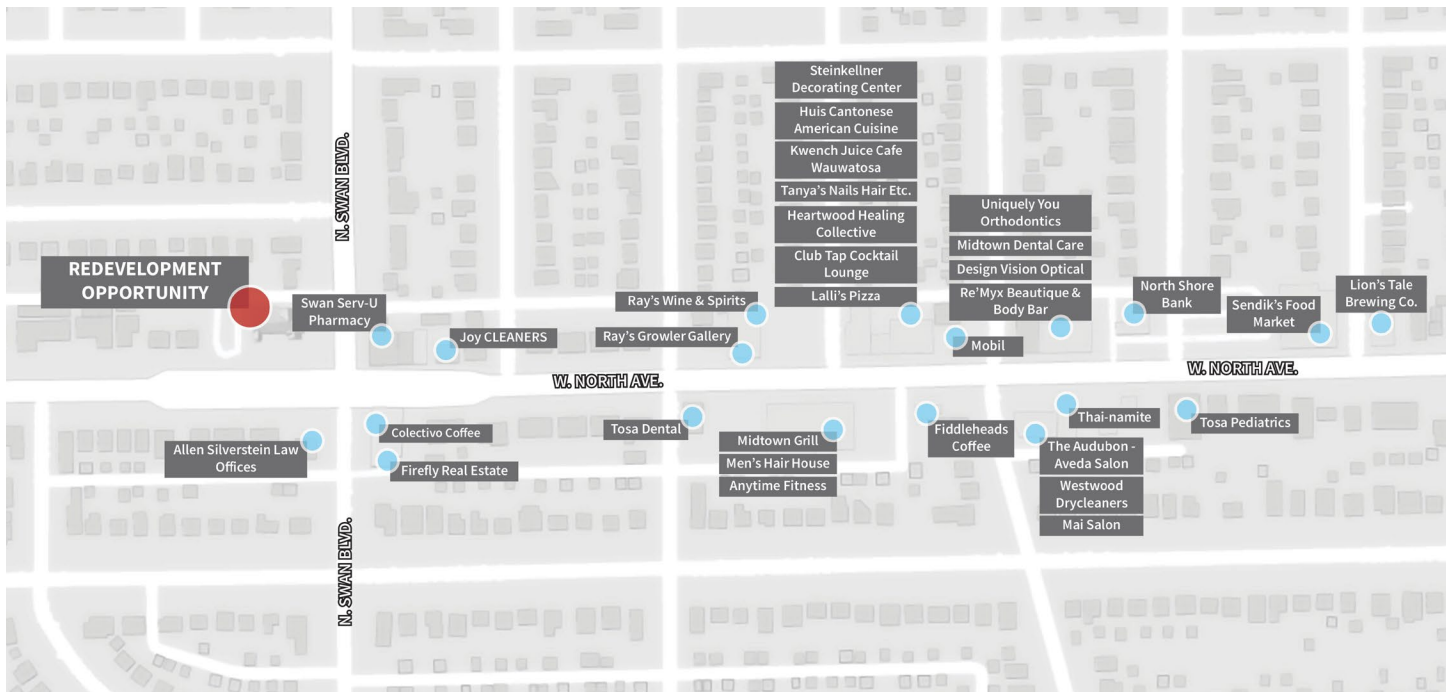 Steinkellner
Decorating Center
Huis Cantonese
American Cuisine
Kwench Juice Cafe
Wauwatosa
Tanya's Nails Hair Etc.
Heartwood Healing
Collective
Club Tap Cocktail
Lounge
Lalli's Pizza
N. SWAN BLVD.
Uniquely You
Orthodontics
Midtown Dental Care
Design Vision Optical
Re'Myx Beautique &
Body Bar
REDEVELOPMENT
OPPORTUNITY
Swan Serv-U
Pharmacy
Joy CLEANERS
Ray's Wine & Spirits
Ray's Growler Gallery
Mobil
North Shore
Bank
Sendik's Food
Market
Lion's Tale
Brewing Co.
W. NORTH AVE.
W. NORTH AVE.
Allen Silverstein Law
Offices
Colectivo Coffee
Firefly Real Estate
Tosa Dental
Midtown Grill
Men's Hair House
Anytime Fitness
Fiddleheads
Coffee
Thai-namite
The Audubon -
Aveda Salon
Westwood
Drycleaners
Mai Salon
Tosa Pediatrics
N. SWAN BLVD.